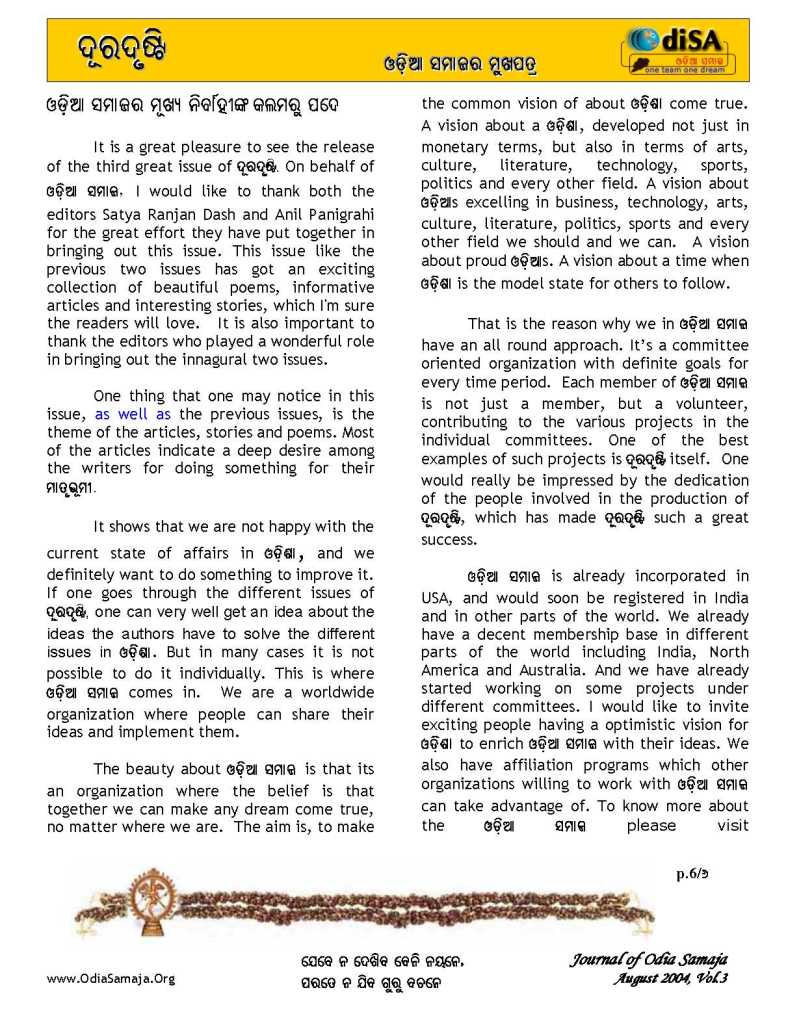 ଦୂରଦୃଷ୍ଟି
ଓଡ଼ିଆ ସମାଜର ମୁଖପତ୍ର
OdiSA
ଓଡ଼ିଆ ସମାଜ
one team one dream
ଓଡ଼ିଆ ସମାଜର ମୂଖ୍ୟ ନିର୍ବାହୀଙ୍କ କଲମରୁ ପଦେ
It is a great pleasure to see the release
of the third great issue of ଦୂରଦୃଷ୍ଟି. On behalf of
ଓଡ଼ିଆ ସମାଜ, I would like to thank both the
editors Satya Ranjan Dash and Anil Panigrahi
for the great effort they have put together in
bringing out this issue. This issue like the
previous two issues has got an exciting
collection of beautiful poems, informative
articles and interesting stories, which I'm sure
the readers will love. It is also important to
thank the editors who played a wonderful role
in bringing out the innagural two issues.
One thing that one may notice in this
issue, as well as the previous issues, is the
theme of the articles, stories and poems. Most
of the articles indicate a deep desire among
the writers for doing something for their
ମାତୃଭୂମୀ.
It shows that we are not happy with the
current state of affairs in ଓଡ଼ିଶା, and we
definitely want to do something to improve it.
If one goes through the different issues of
ଦୂରଦୃଷ୍ଟି, one can very well get an idea about the
ideas the authors have to solve the different
issues in ଓଡ଼ିଶା. But in many cases it is not
possible to do it individually. This is where
ଓଡ଼ିଆ ସମାଜ comes in. We are a worldwide
organization where people can share their
ideas and implement them.
The beauty about ଓଡ଼ିଆ ସମାଜ is that its
an organization where the belief is that
together we can make any dream come true,
no matter where we are. The aim is, to make
the common vision of about ଓଡ଼ିଶା come true.
A vision about a ଓଡ଼ିଶା, developed not just in
monetary terms, but also in terms of arts,
culture, literature, technology, sports,
politics and every other field. A vision about
ଓଡ଼ିଆs excelling in business, technology, arts,
culture, literature, politics, sports and every
other field we should and we can. A vision
about proud ଓଡ଼ିଆs. A vision about a time when
ଓଡ଼ିଶା is the model state for others to follow.
That is the reason why we in ଓଡ଼ିଆ ସମାଜ
have an all round approach. It's a committee
oriented organization with definite goals for
every time period. Each member of ଓଡ଼ିଆ ସମାଜ
is not just a member, but a volunteer,
contributing to the various projects in the
individual committees. One of the best
examples of such projects is ଦୂରଦୃଷ୍ଟି itself. One
would really be impressed by the dedication
of the people involved in the production of
ଦୂରଦୃଷ୍ଟି, which has made ଦୂରଦୃଷ୍ଟି such a great
success.
ଓଡ଼ିଆ ସମାଜ is already incorporated in
USA, and would soon be registered in India
and in other parts of the world. We already
have a decent membership base in different
parts of the world including India, North
America and Australia. And we have already
started working on some projects under
different committees. I would like to invite
exciting people having a optimistic vision for
ଓଡ଼ିଶା to enrich ଓଡ଼ିଆ ସମାଜ with their ideas. We
also have affiliation programs which other
organizations willing to work with ଓଡ଼ିଆ ସମାଜ
can take advantage of. To know more about
the ଓଡ଼ିଆ ସମାଜ please visit
p.6/୬
ଯେବେ ନ ଦେଖିବ ବେନି ନୟନେ,
ପରତେ ନ ଯିବ ଗୁରୁ ବଚନେ
www.OdiaSamaja.Org
Journal of Odia Samaja
August 2004, Vol.3